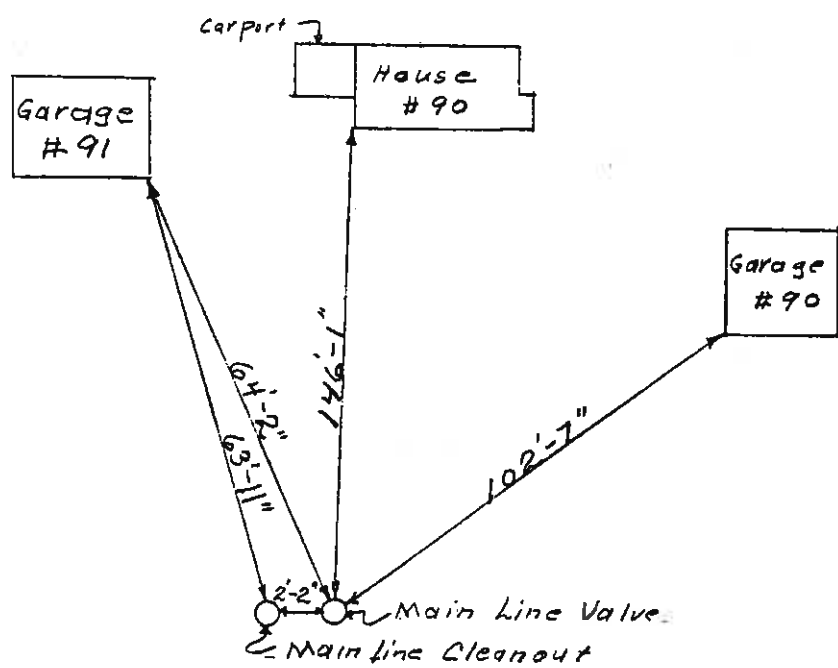 Carport
House
# 90
Garage
# 91
Garage
# 90
146'-1"
64'-2"
63'-11"
102'-7"
2'-2"
Main Line Valve
Main Line Cleanout